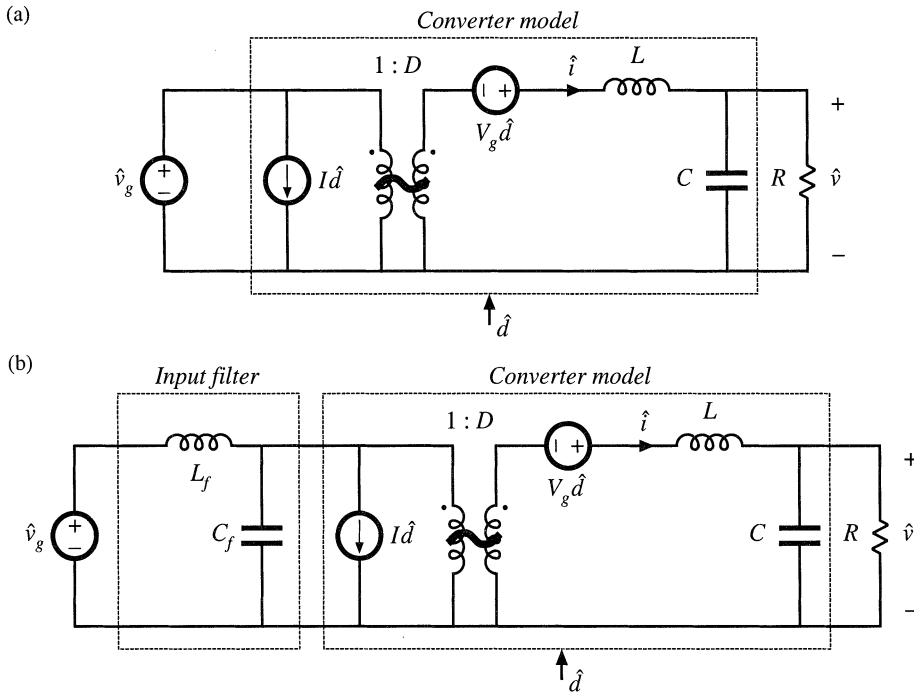 (a)
Converter model
1 : D
î
L
+
V_g d̂
v̂_g
+
−
I d̂
C
R
v̂
−
d̂
(b)
Input filter
Converter model
1 : D
î
L
+
L_f
V_g d̂
v̂_g
+
−
C_f
I d̂
C
R
v̂
−
d̂